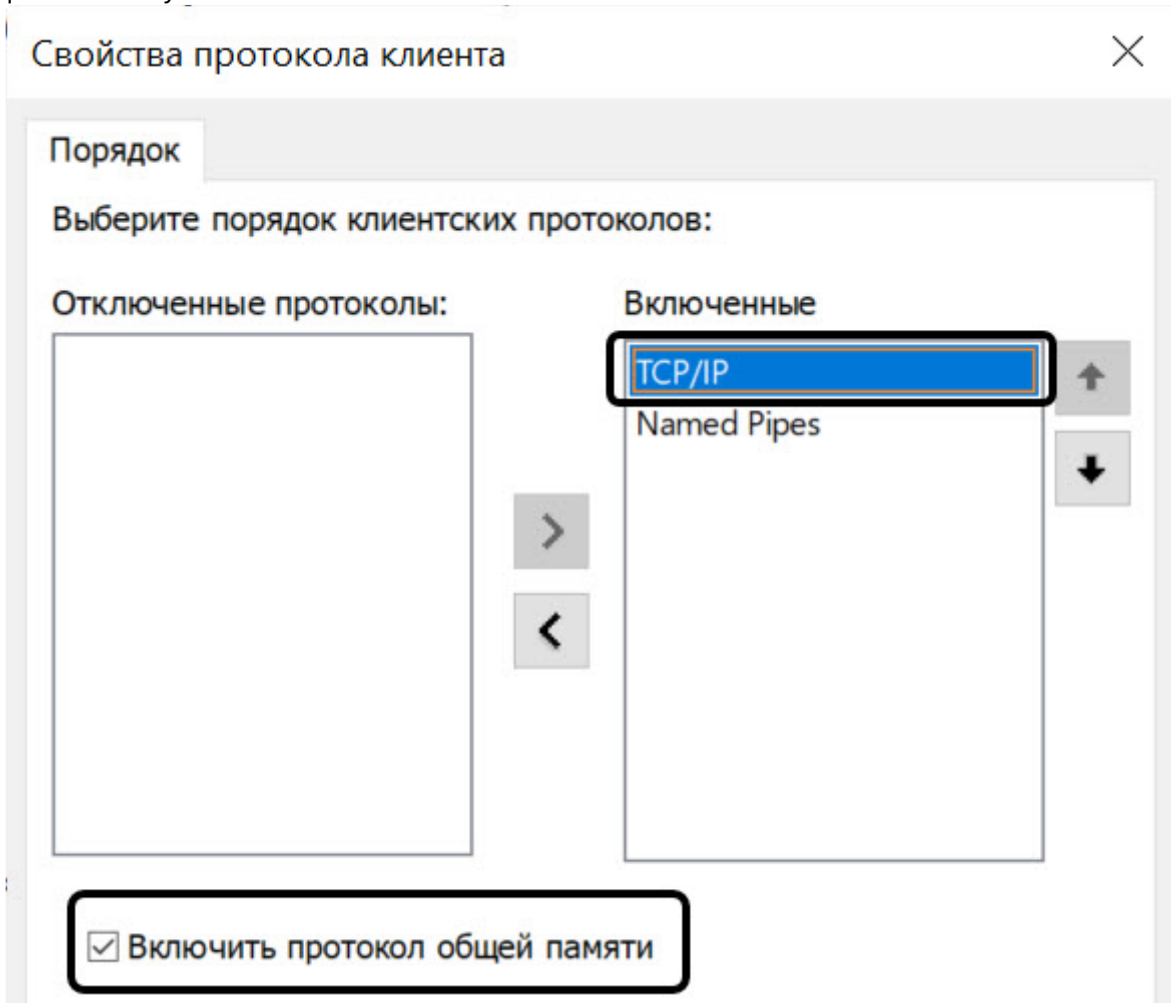 Свойства протокола клиента
Порядок
Выберите порядок клиентских протоколов:
Отключенные протоколы:
Включенные
TCP/IP
Named Pipes
Включить протокол общей памяти